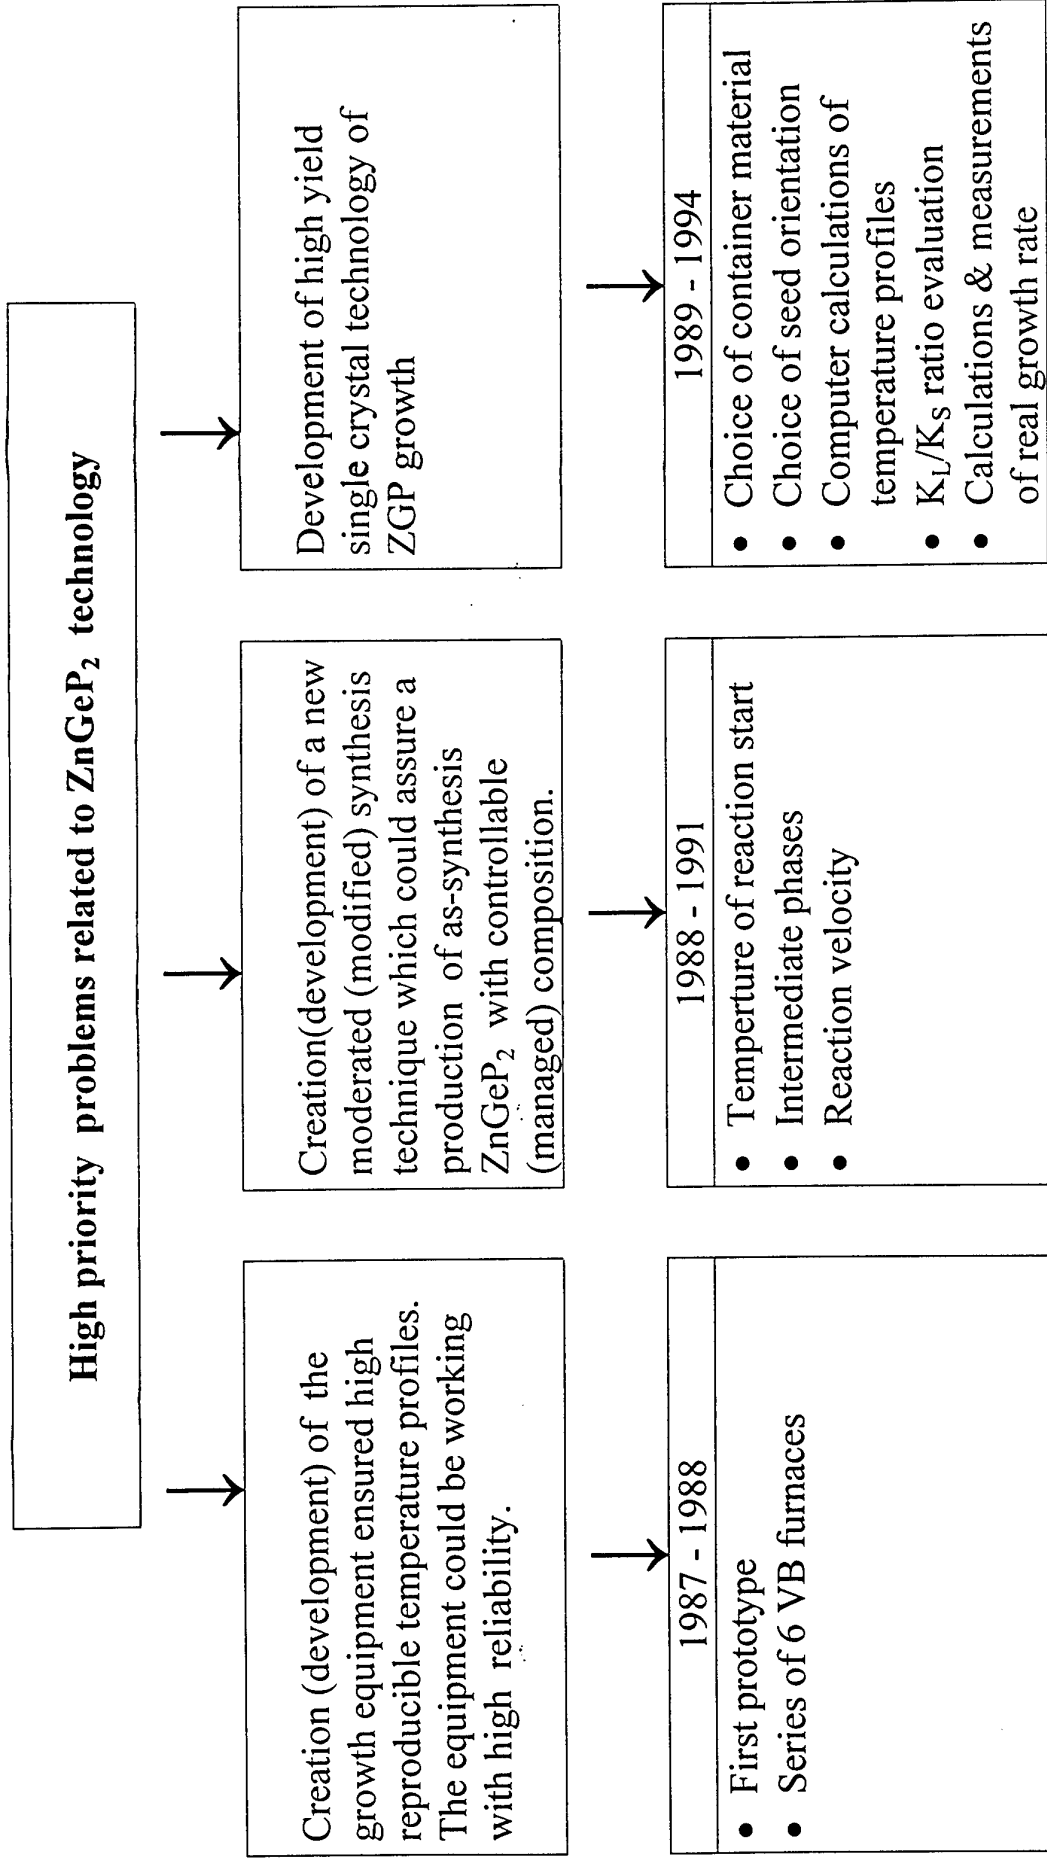 High priority problems related to ZnGeP₂ technology
Creation (development) of the
growth equipment ensured high
reproducible temperature profiles.
The equipment could be working
with high reliability.
1987 - 1988
• First prototype
• Series of 6 VB furnaces
Creation(development) of a new
moderated (modified) synthesis
technique which could assure a
production of as-synthesis
ZnGeP₂ with controllable
(managed) composition.
1988 - 1991
• Temperture of reaction start
• Intermediate phases
• Reaction velocity
Development of high yield
single crystal technology of
ZGP growth
1989 - 1994
• Choice of container material
• Choice of seed orientation
• Computer calculations of
temperature profiles
• K_L/K_S ratio evaluation
• Calculations & measurements
of real growth rate